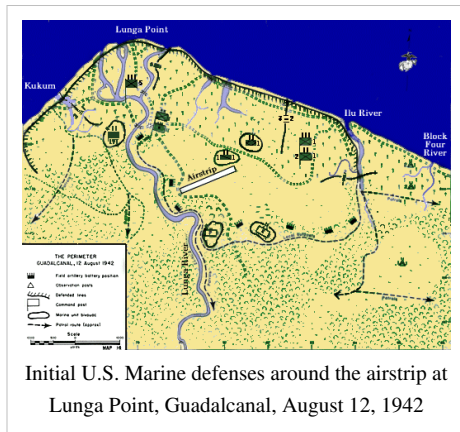 Lunga Point
Kukum
Ilu River
Block
Four
River
Airstrip
Lunga River
THE PERIMETER
GUADALCANAL, 12 August 1942
Field artillery battery position
Observation posts
Defended lines
Command post
Marine unit bivouac
Patrol route (approx)
Scale
MAP
Initial U.S. Marine defenses around the airstrip at
Lunga Point, Guadalcanal, August 12, 1942